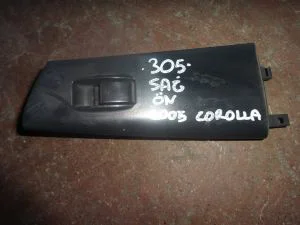 305.
SAĞ
ÖN
2005 COROLLA